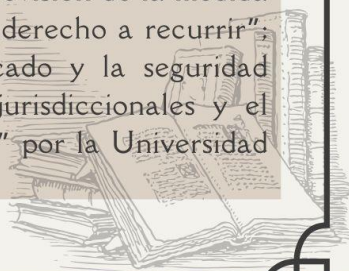 derecho a recurrir";
cado y la seguridad
jurisdiccionales y el
" por la Universidad